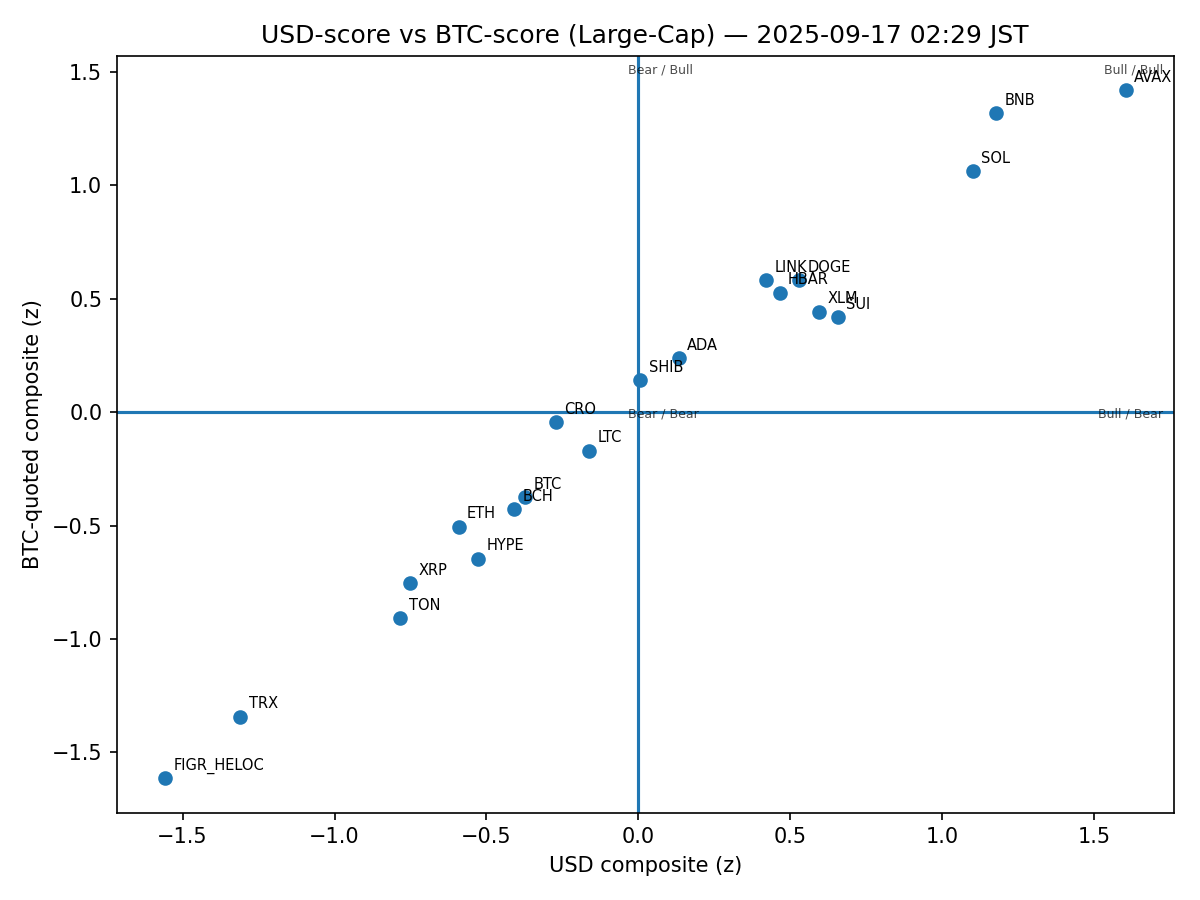 USD-score vs BTC-score (Large-Cap) — 2025-09-17 02:29 JST
Bear / Bull
Bull / Bull
AVAX
BNB
SOL
LINK
DOGE
HBAR
XLM
SUI
ADA
SHIB
CRO
Bear / Bear
Bull / Bear
LTC
BTC
BCH
ETH
HYPE
XRP
TON
TRX
FIGR_HELOC
1.5
1.0
0.5
0.0
−0.5
−1.0
−1.5
BTC-quoted composite (z)
−1.5
−1.0
−0.5
0.0
0.5
1.0
1.5
USD composite (z)